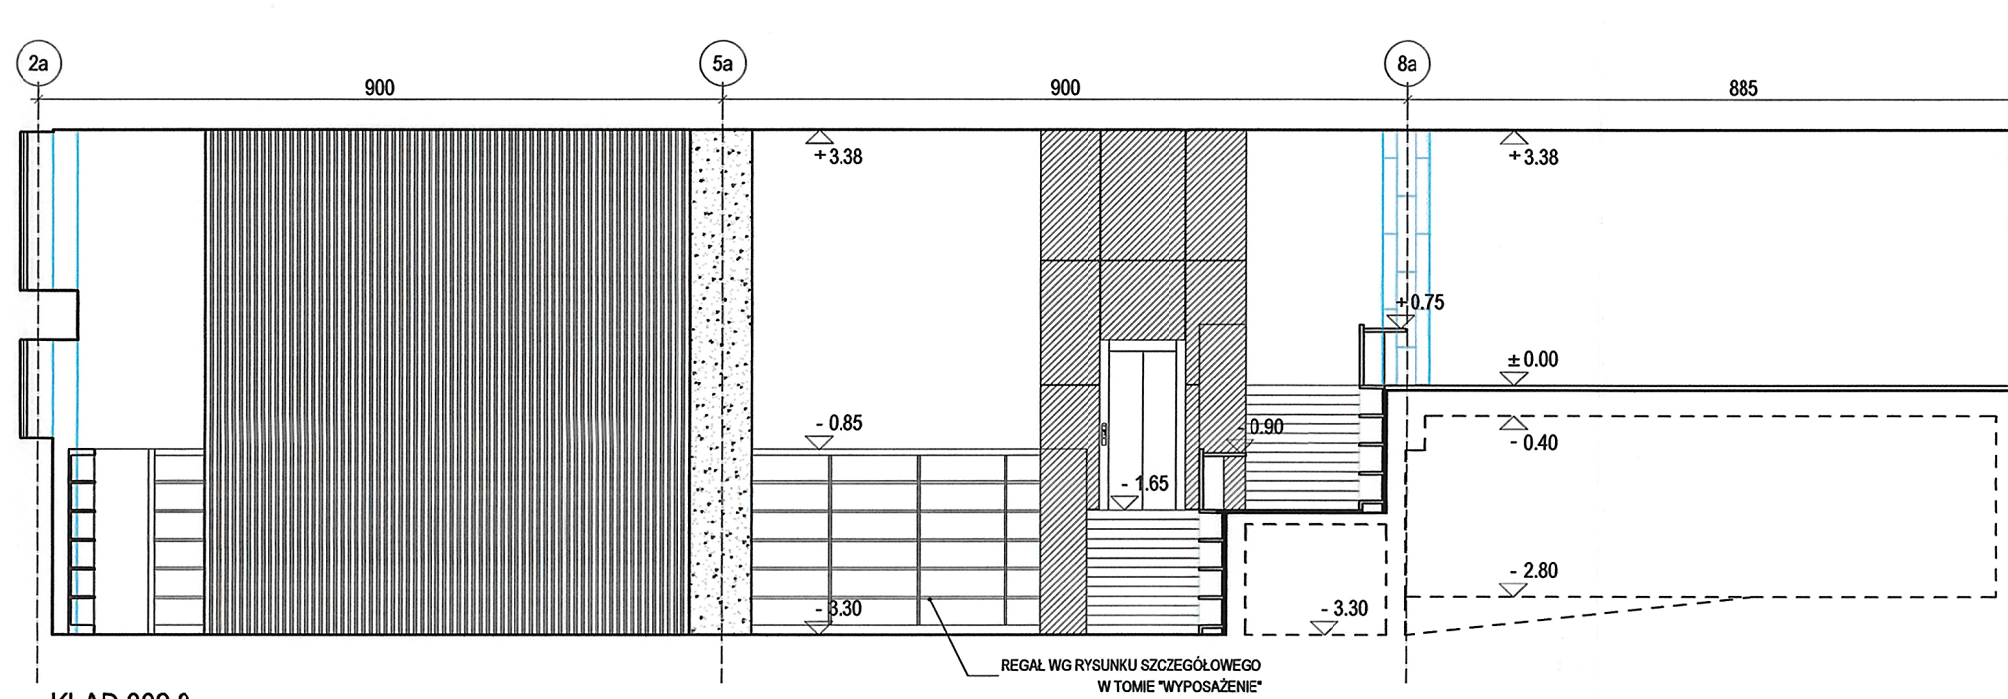 2a 5a 8a
900 900 885
+3.38 +3.38
+0.75
±0.00
- 0.85 - 0.90
- 0.40
- 1.65
- 2.80
- 3.30 - 3.30
REGAŁ WG RYSUNKU SZCZEGÓŁOWEGO
W TOMIE "WYPOSAŻENIE"